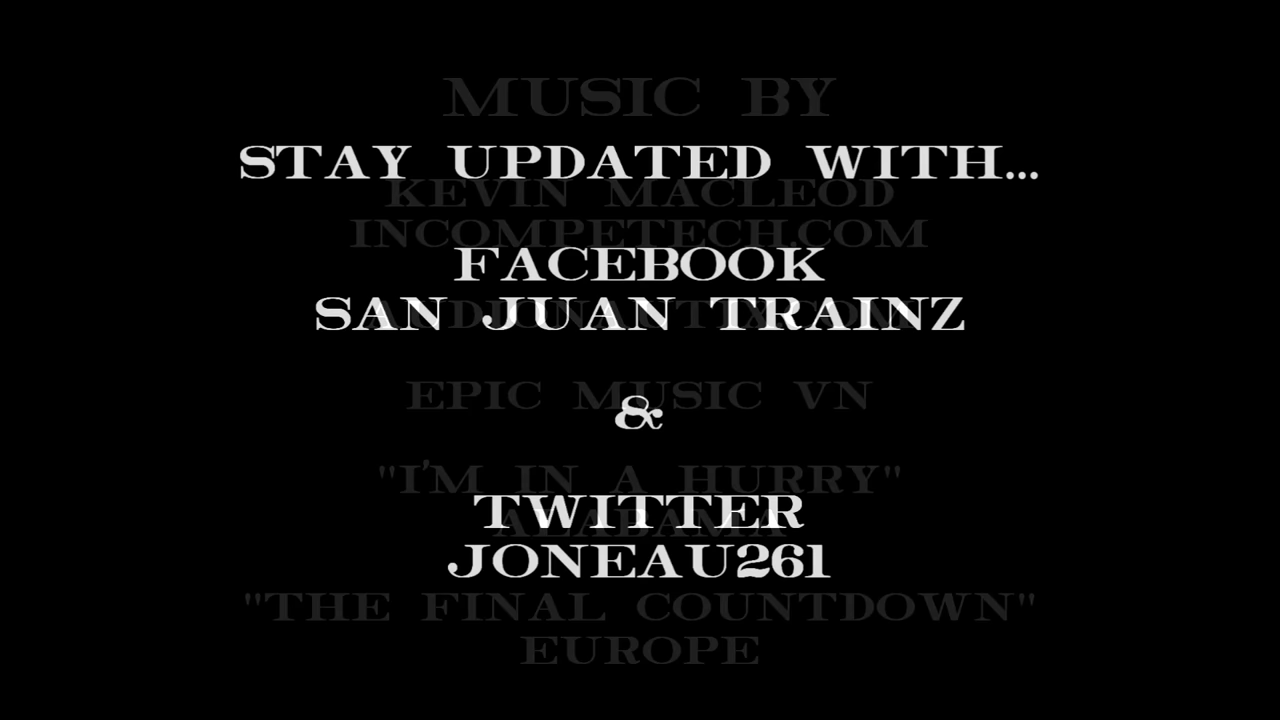 MUSIC BY
STAY UPDATED WITH...
KEVIN MACLEOD
INCOMPETECH.COM
FACEBOOK
SAN JUAN TRAINZ
EPIC MUSIC VN
&
"I'M IN A HURRY"
TWITTER
ALABAMA
JONEAU261
"THE FINAL COUNTDOWN"
EUROPE